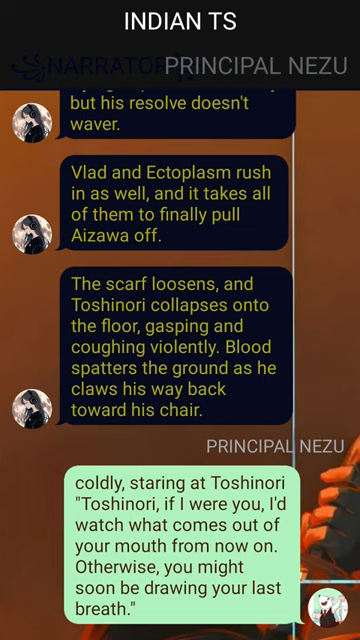 INDIAN TS
NARRATOR
PRINCIPAL NEZU
but his resolve doesn't
waver.
Vlad and Ectoplasm rush
in as well, and it takes all
of them to finally pull
Aizawa off.
The scarf loosens, and
Toshinori collapses onto
the floor, gasping and
coughing violently. Blood
spatters the ground as he
claws his way back
toward his chair.
PRINCIPAL NEZU
coldly, staring at Toshinori
"Toshinori, if I were you, I'd
watch what comes out of
your mouth from now on.
Otherwise, you might
soon be drawing your last
breath."